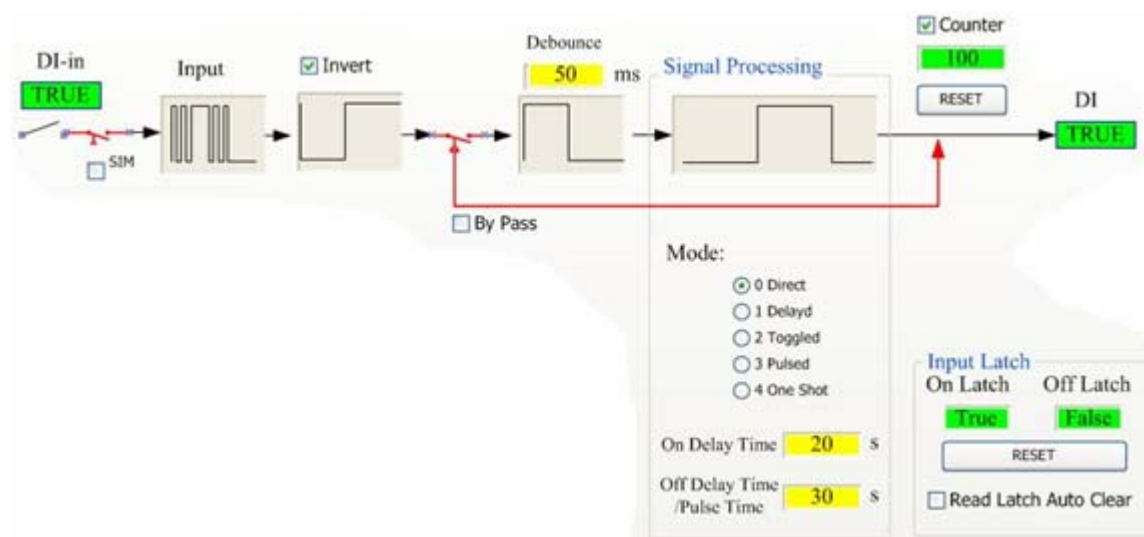 DI-in
TRUE
SIM
Input
Invert
Debounce
50 ms
By Pass
Signal Processing
Mode:
0 Direct
1 Delayd
2 Toggled
3 Pulsed
4 One Shot
On Delay Time 20 s
Off Delay Time
/Pulse Time 30 s
Counter
100
RESET
DI
TRUE
Input Latch
On Latch Off Latch
True False
RESET
Read Latch Auto Clear